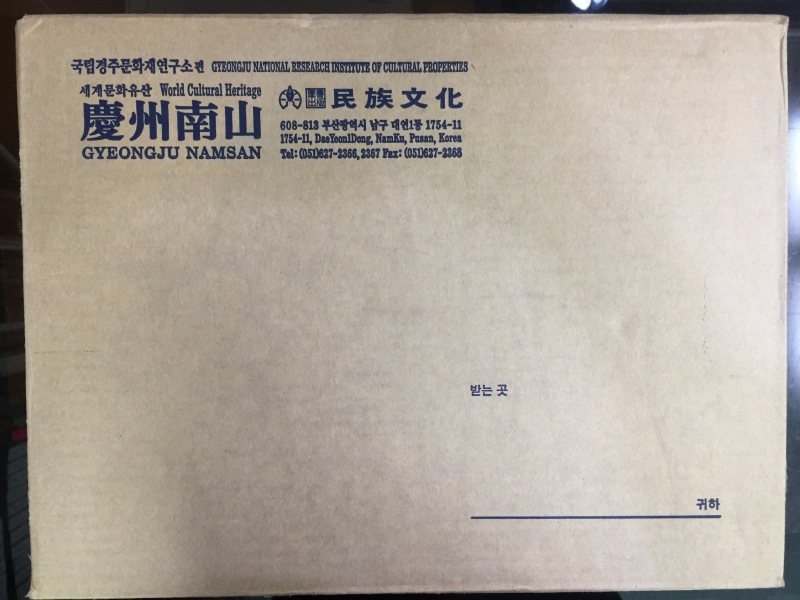 국립경주문화재연구소편 GYEONGJU NATIONAL RESEARCH INSTITUTE OF CULTURAL PROPERTIES
세계문화유산 World Cultural Heritage
慶州南山
GYEONGJU NAMSAN
民族文化
608-813 부산광역시 남구 대연1동 1754-11
1754-11, DaeYeon1Dong, NamKu, Pusan, Korea
Tel: (051)627-2366, 2367 Fax: (051)627-2368
받는 곳
귀하